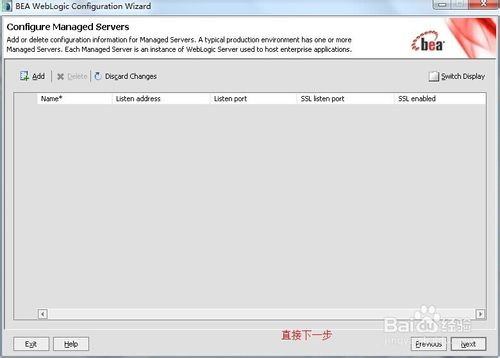 BEA WebLogic Configuration Wizard
Configure Managed Servers
Add or delete configuration information for Managed Servers. A typical production environment has one or more
Managed Servers. Each Managed Server is an instance of WebLogic Server used to host enterprise applications.
bea
Add Delete Discard Changes Switch Display
Name* Listen address Listen port SSL listen port SSL enabled
直接下一步
Baidu 经验
Exit Help Previous Next